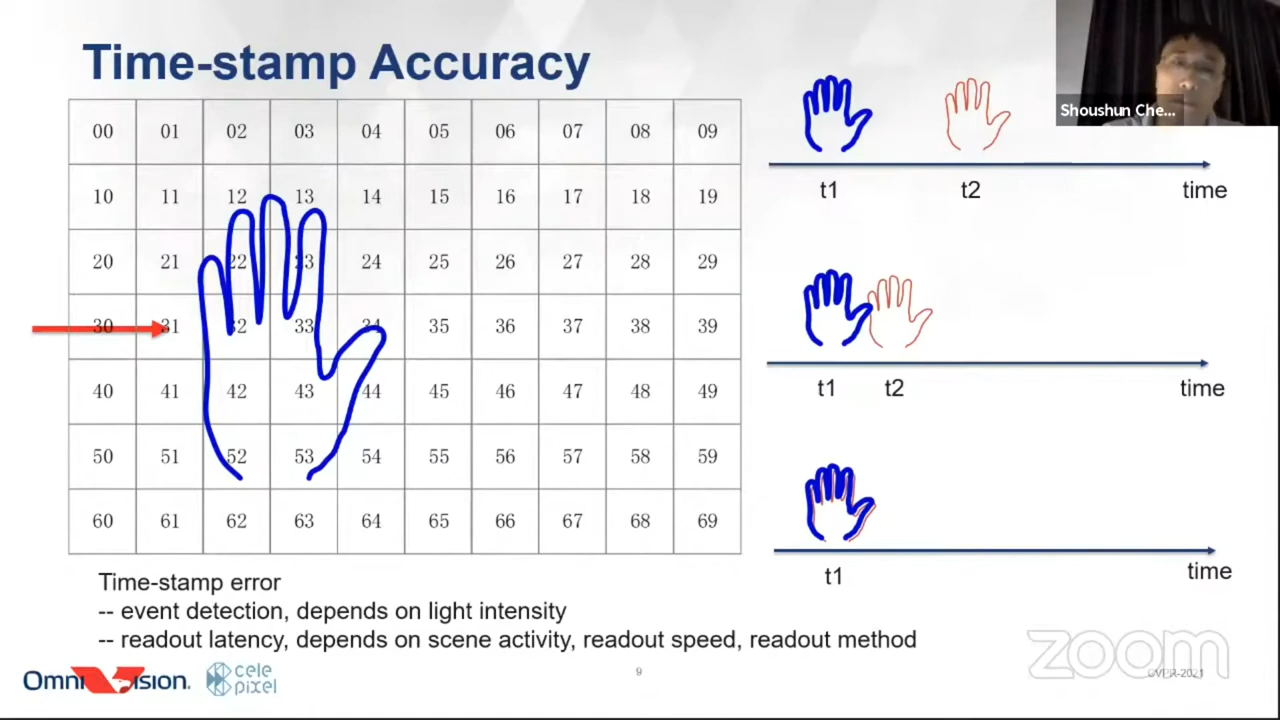 Time-stamp Accuracy
Shoushun Che...
00 01 02 03 04 05 06 07 08 09
10 11 12 13 14 15 16 17 18 19
20 21 22 23 24 25 26 27 28 29
30 31 32 33 34 35 36 37 38 39
40 41 42 43 44 45 46 47 48 49
50 51 52 53 54 55 56 57 58 59
60 61 62 63 64 65 66 67 68 69
t1 t2 time
t1 t2 time
t1 time
Time-stamp error
-- event detection, depends on light intensity
-- readout latency, depends on scene activity, readout speed, readout method
OmniVision.
cele
pixel
9
CVPR-2021
zoom